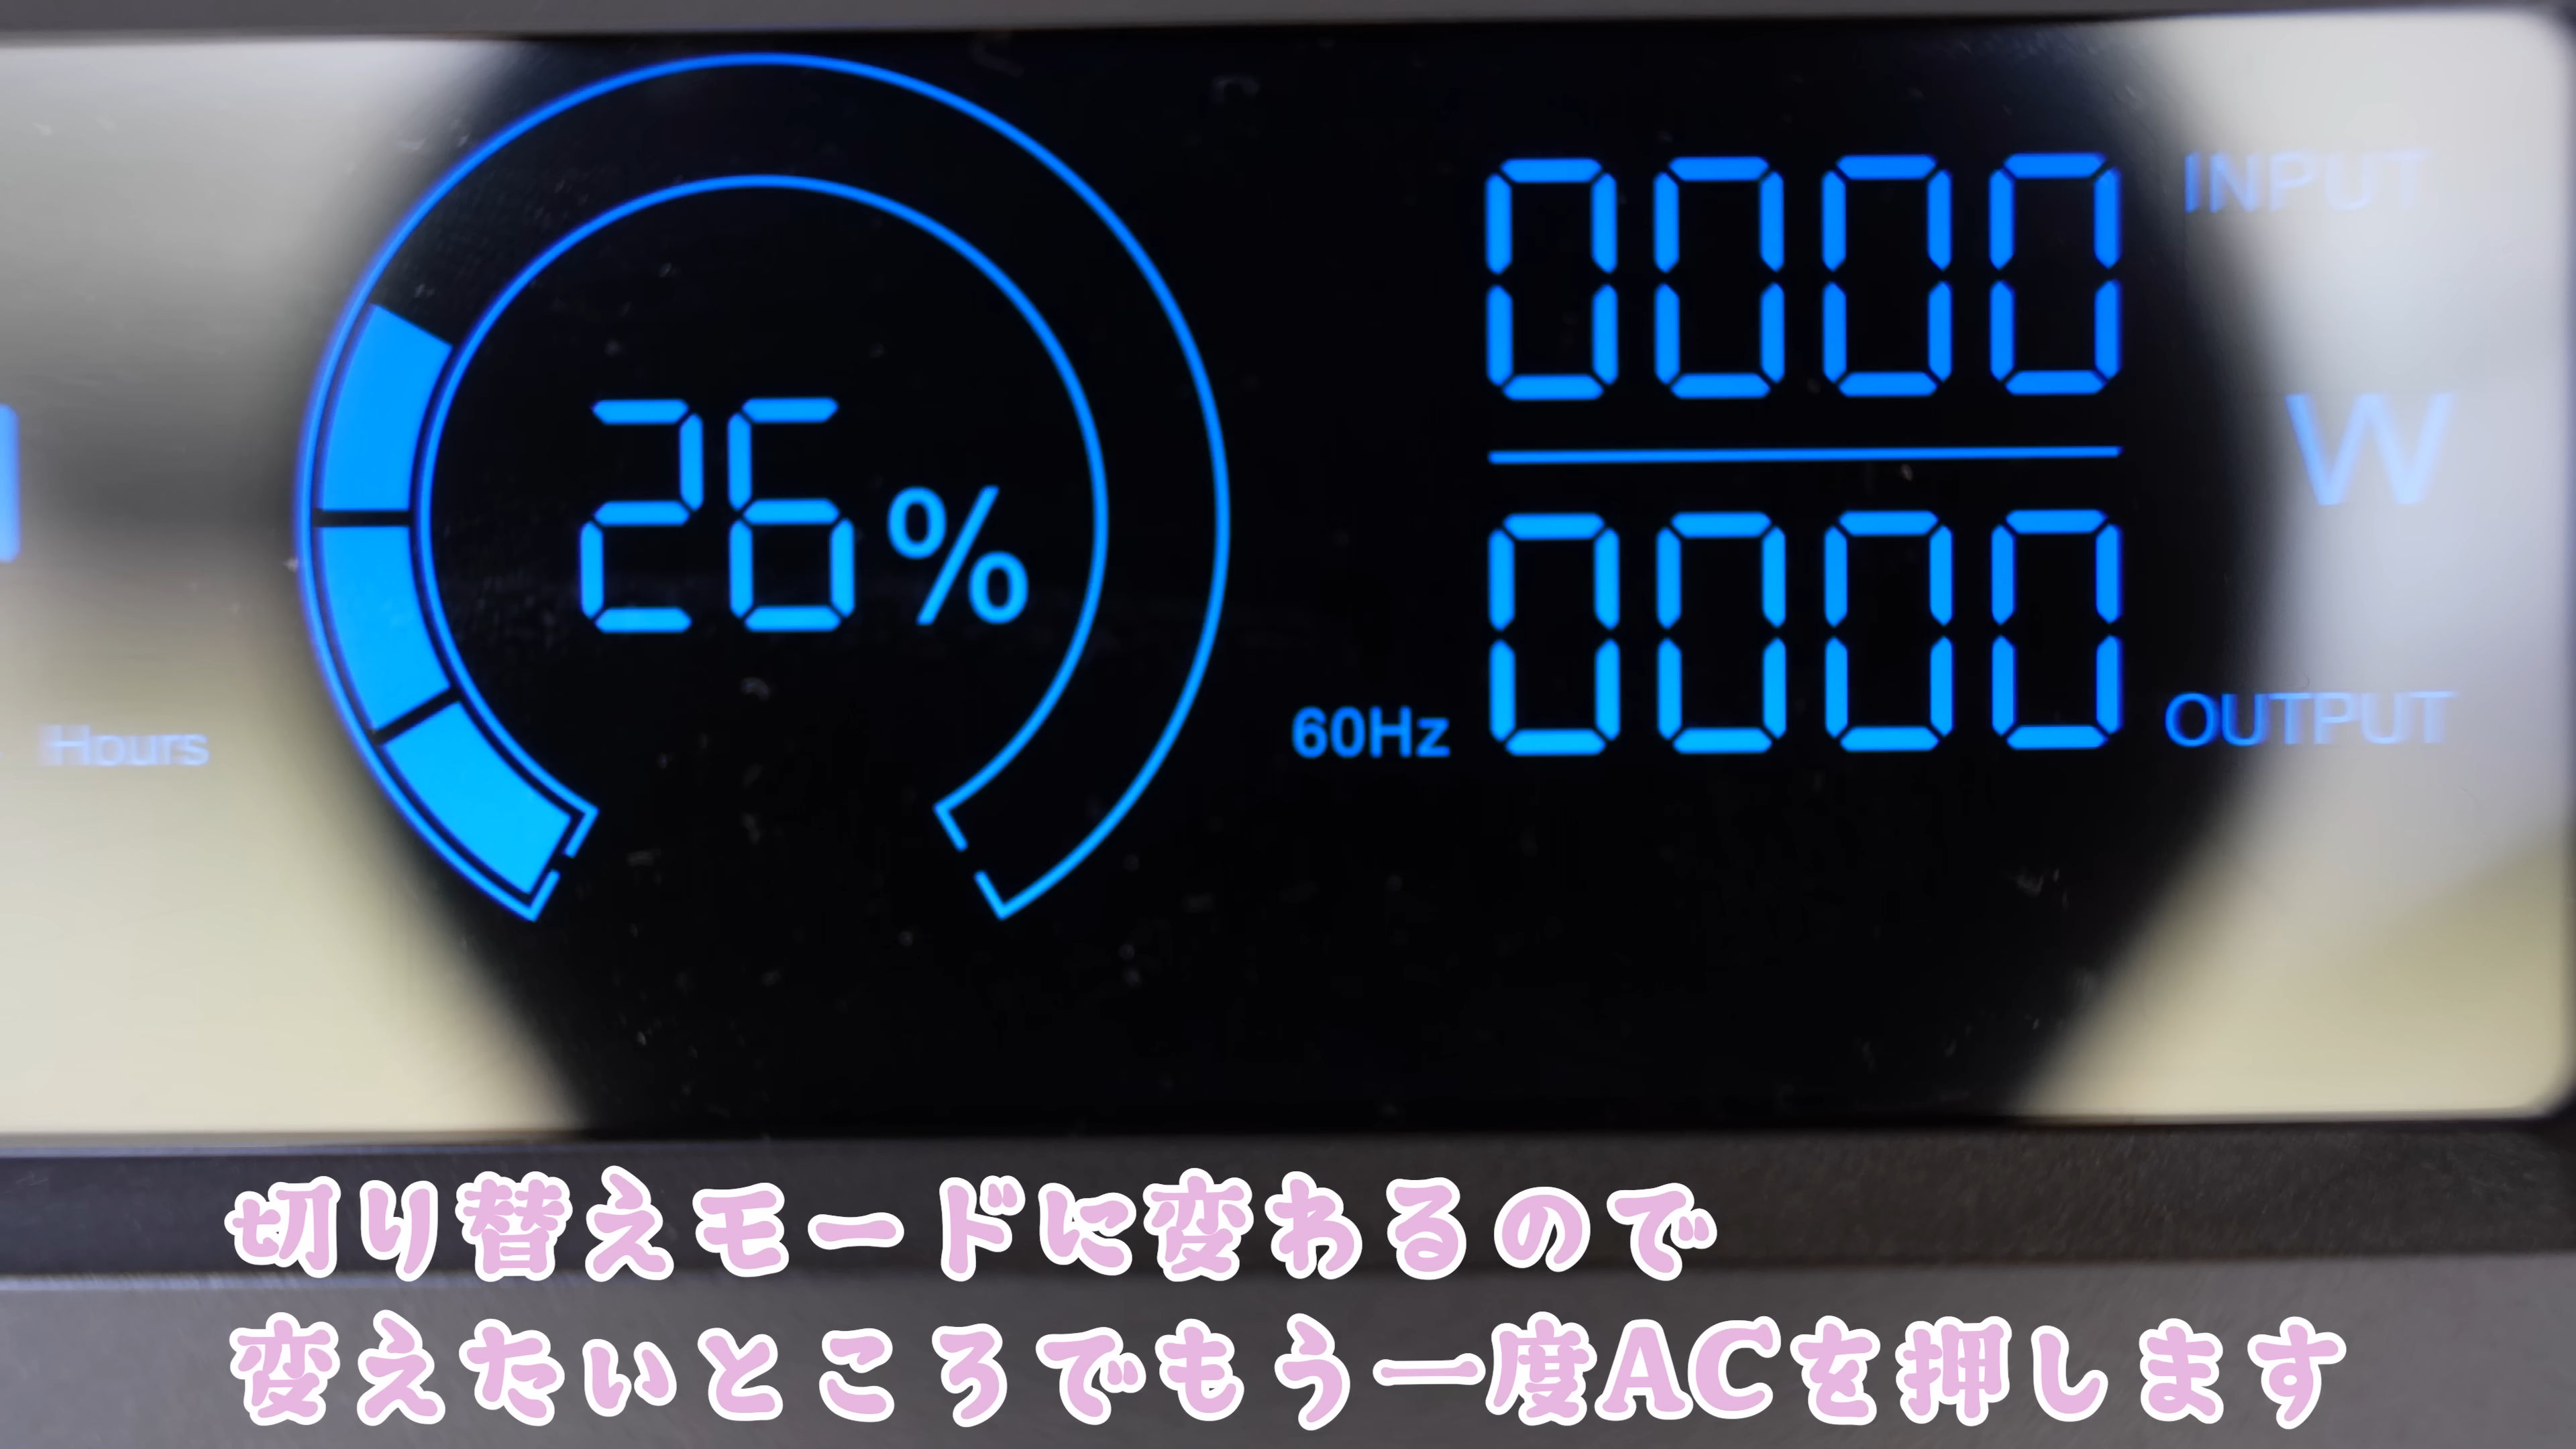 0000 INPUT
26% W
60Hz 0000 OUTPUT
Hours
切り替えモードに変わるので
変えたいところでもう一度ACを押します